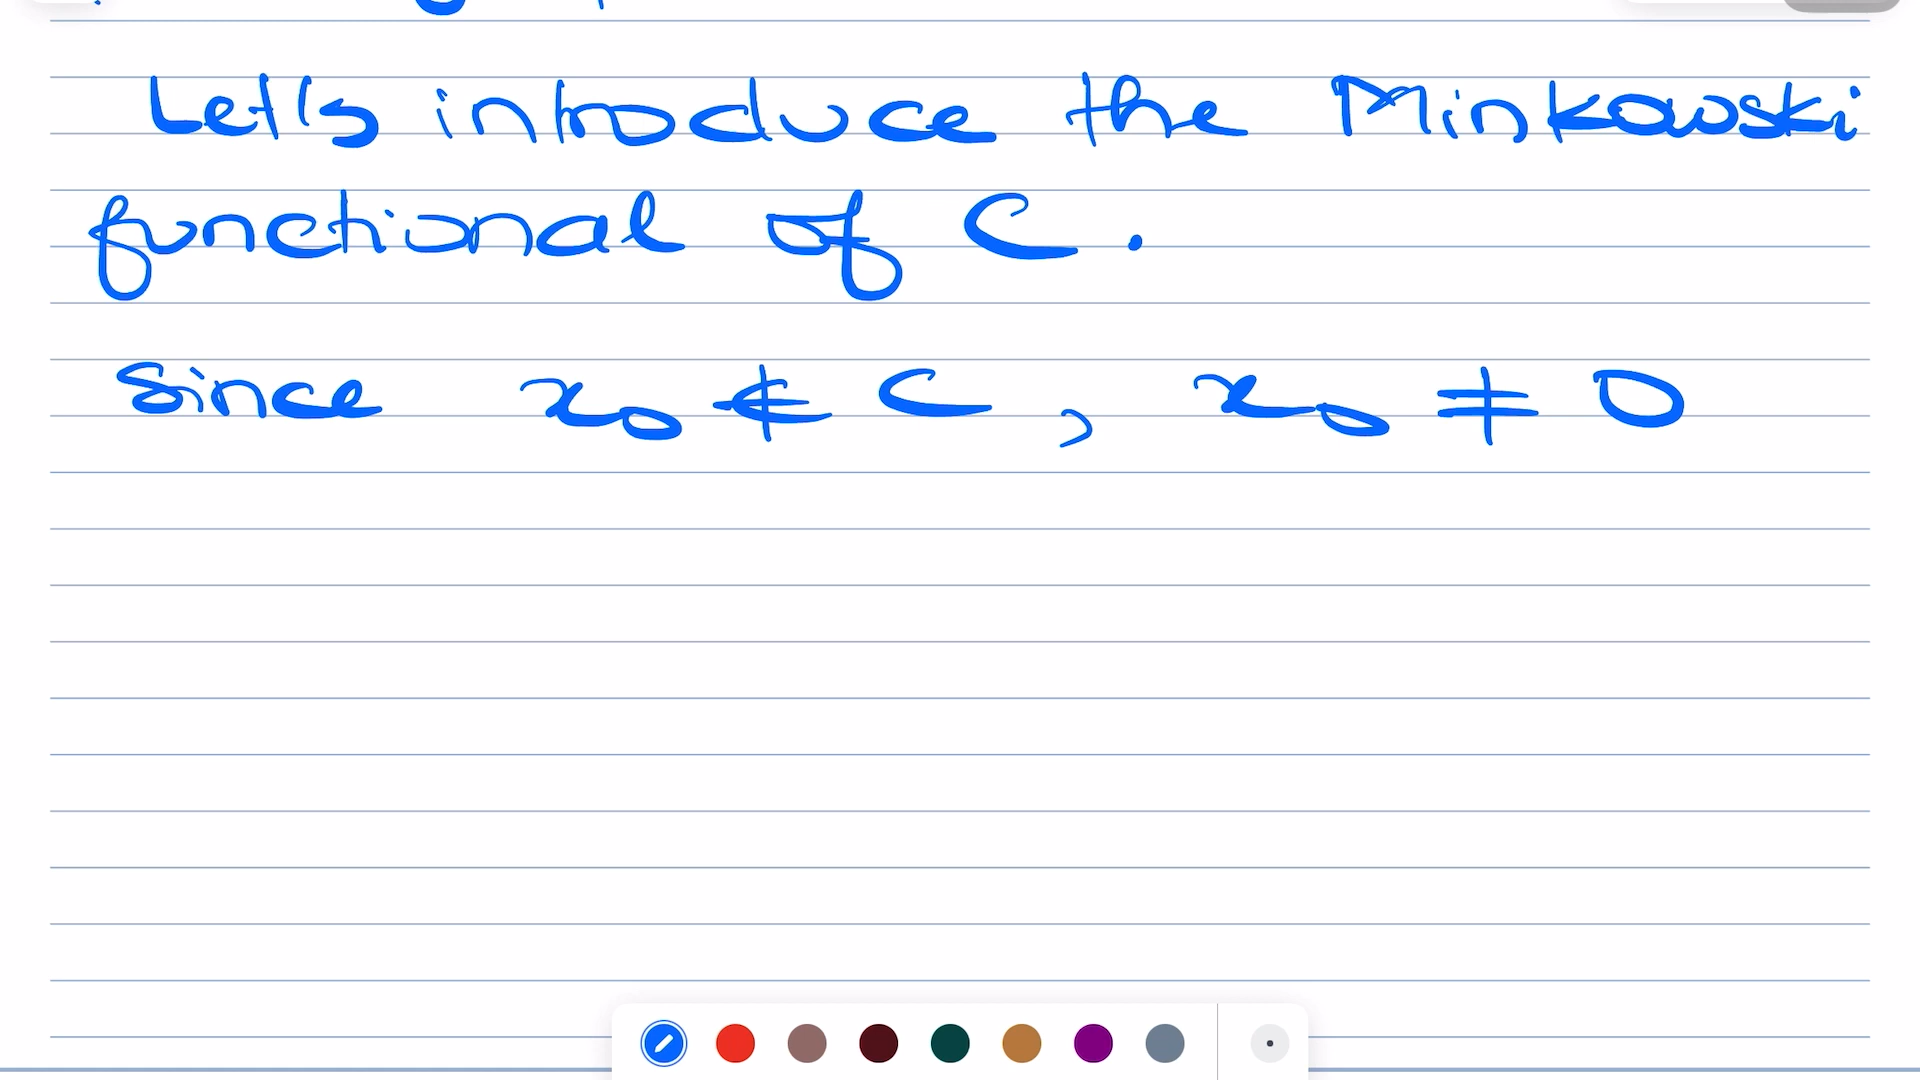 Let's introduce the Minkowski
functional of C.
Since x₀ ∉ C, x₀ ≠ 0